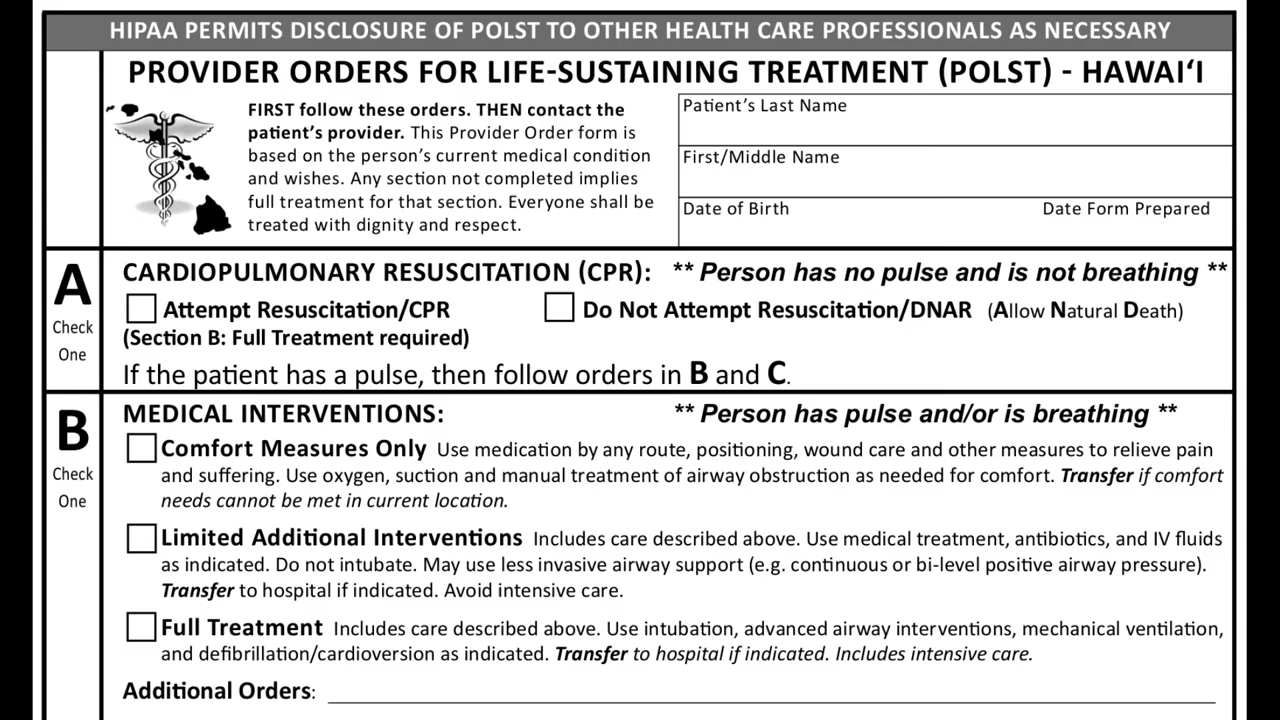 HIPAA PERMITS DISCLOSURE OF POLST TO OTHER HEALTH CARE PROFESSIONALS AS NECESSARY
PROVIDER ORDERS FOR LIFE-SUSTAINING TREATMENT (POLST) - HAWAI‘I
FIRST follow these orders. THEN contact the
patient’s provider. This Provider Order form is
based on the person’s current medical condition
and wishes. Any section not completed implies
full treatment for that section. Everyone shall be
treated with dignity and respect.
Patient’s Last Name
First/Middle Name
Date of Birth Date Form Prepared
A
Check
One
CARDIOPULMONARY RESUSCITATION (CPR): ** Person has no pulse and is not breathing **
Attempt Resuscitation/CPR Do Not Attempt Resuscitation/DNAR (Allow Natural Death)
(Section B: Full Treatment required)
If the patient has a pulse, then follow orders in B and C.
B
Check
One
MEDICAL INTERVENTIONS: ** Person has pulse and/or is breathing **
Comfort Measures Only Use medication by any route, positioning, wound care and other measures to relieve pain
and suffering. Use oxygen, suction and manual treatment of airway obstruction as needed for comfort. Transfer if comfort
needs cannot be met in current location.
Limited Additional Interventions Includes care described above. Use medical treatment, antibiotics, and IV fluids
as indicated. Do not intubate. May use less invasive airway support (e.g. continuous or bi-level positive airway pressure).
Transfer to hospital if indicated. Avoid intensive care.
Full Treatment Includes care described above. Use intubation, advanced airway interventions, mechanical ventilation,
and defibrillation/cardioversion as indicated. Transfer to hospital if indicated. Includes intensive care.
Additional Orders: